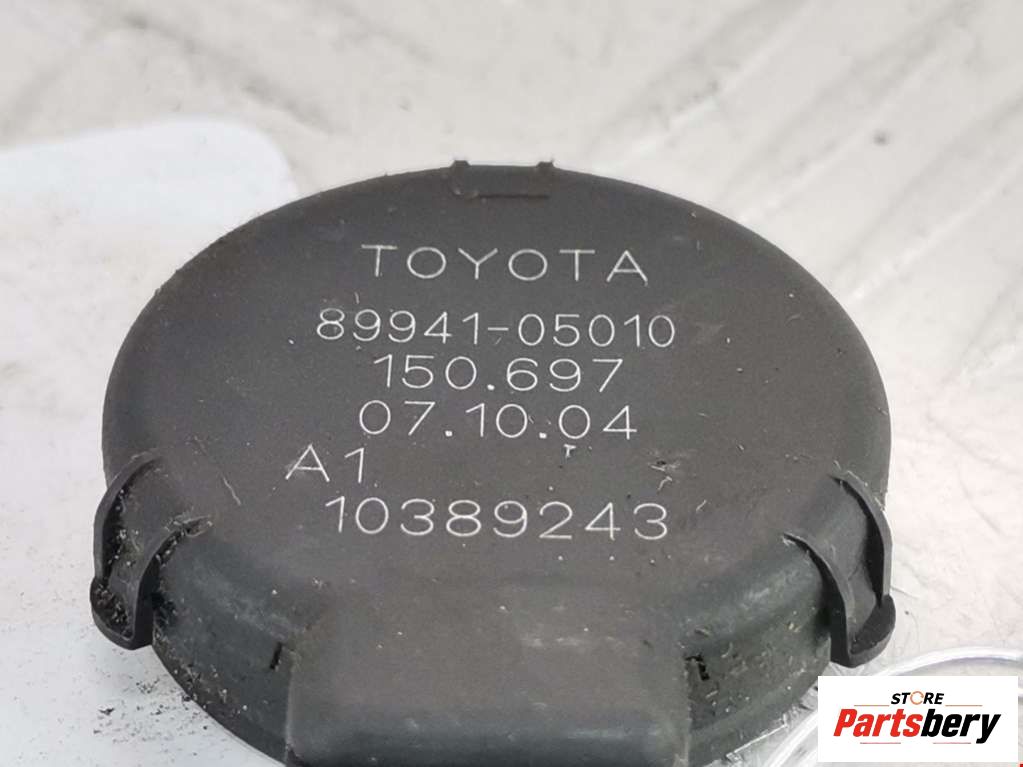 TOYOTA
89941-05010
150.697
07.10.04
A1
10389243
STORE
Partsbery